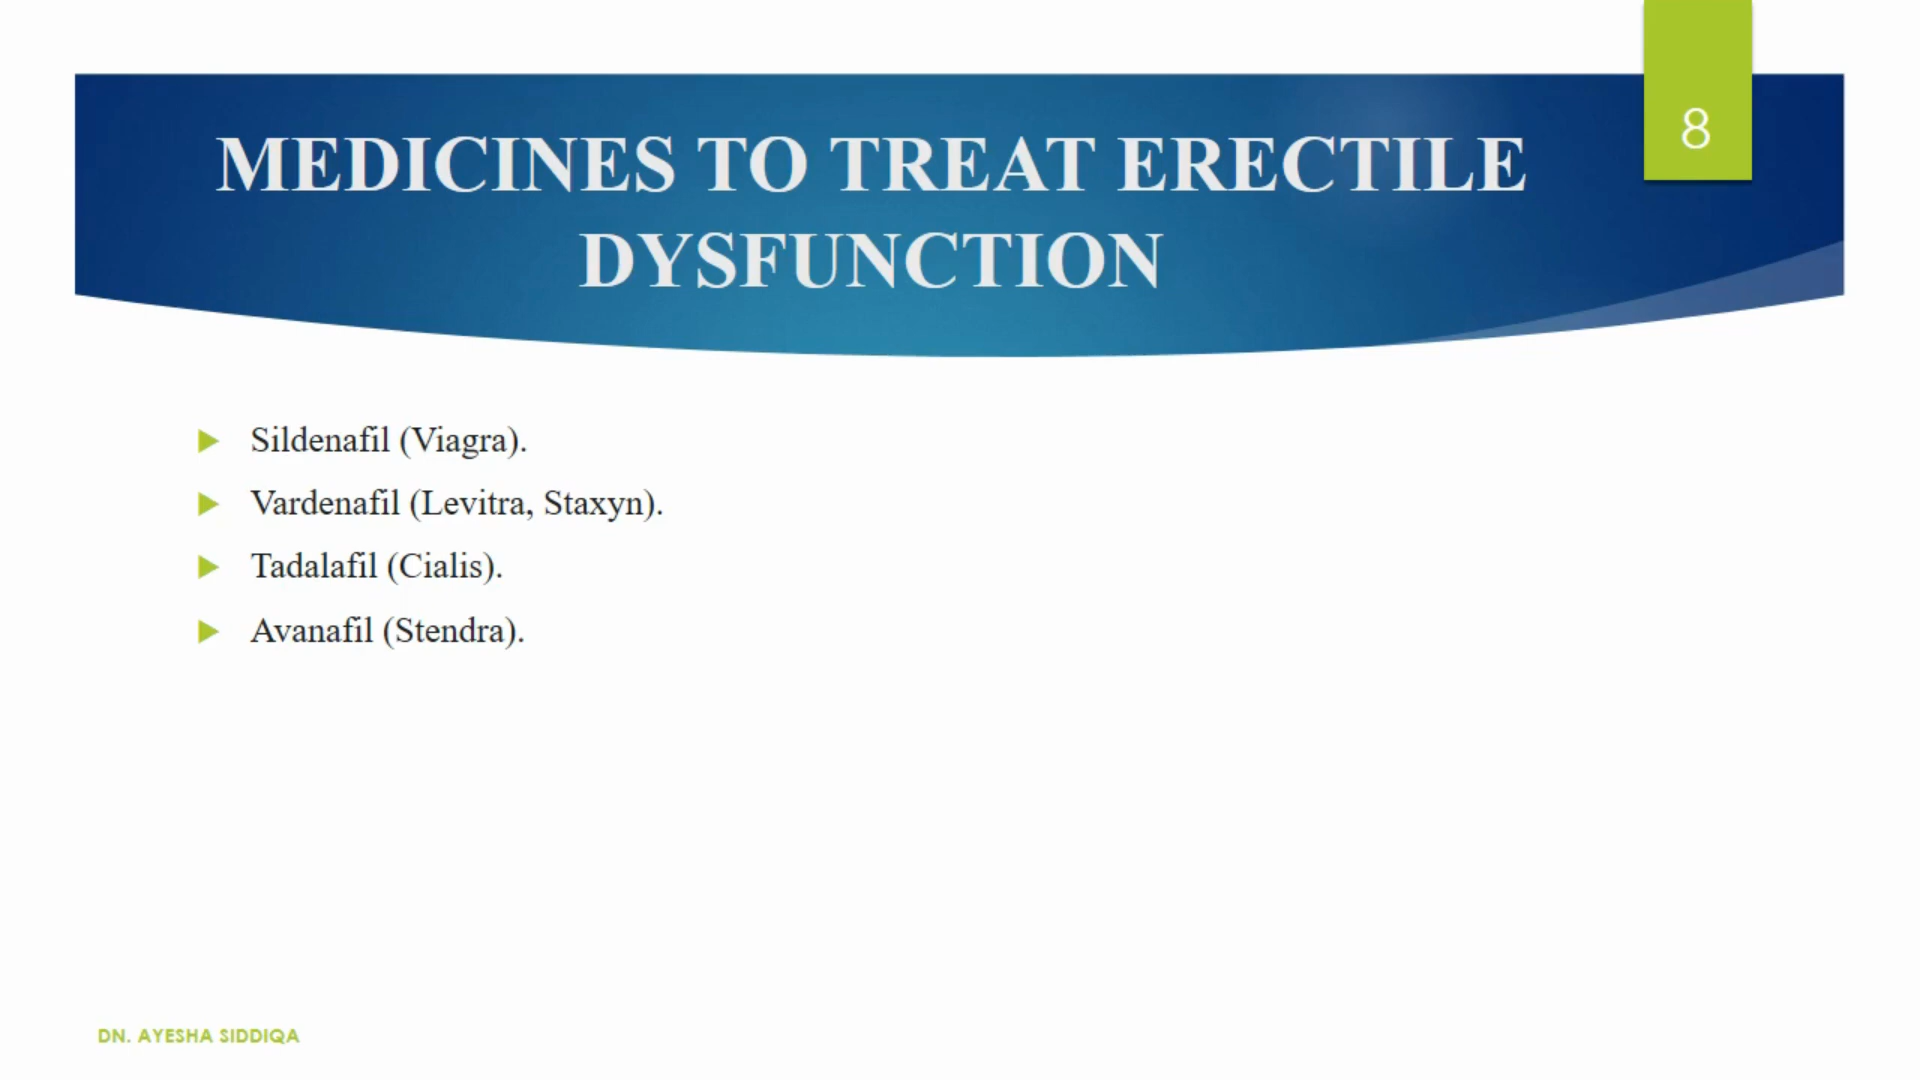 8
MEDICINES TO TREAT ERECTILE
DYSFUNCTION
Sildenafil (Viagra).
Vardenafil (Levitra, Staxyn).
Tadalafil (Cialis).
Avanafil (Stendra).
DN. AYESHA SIDDIQA